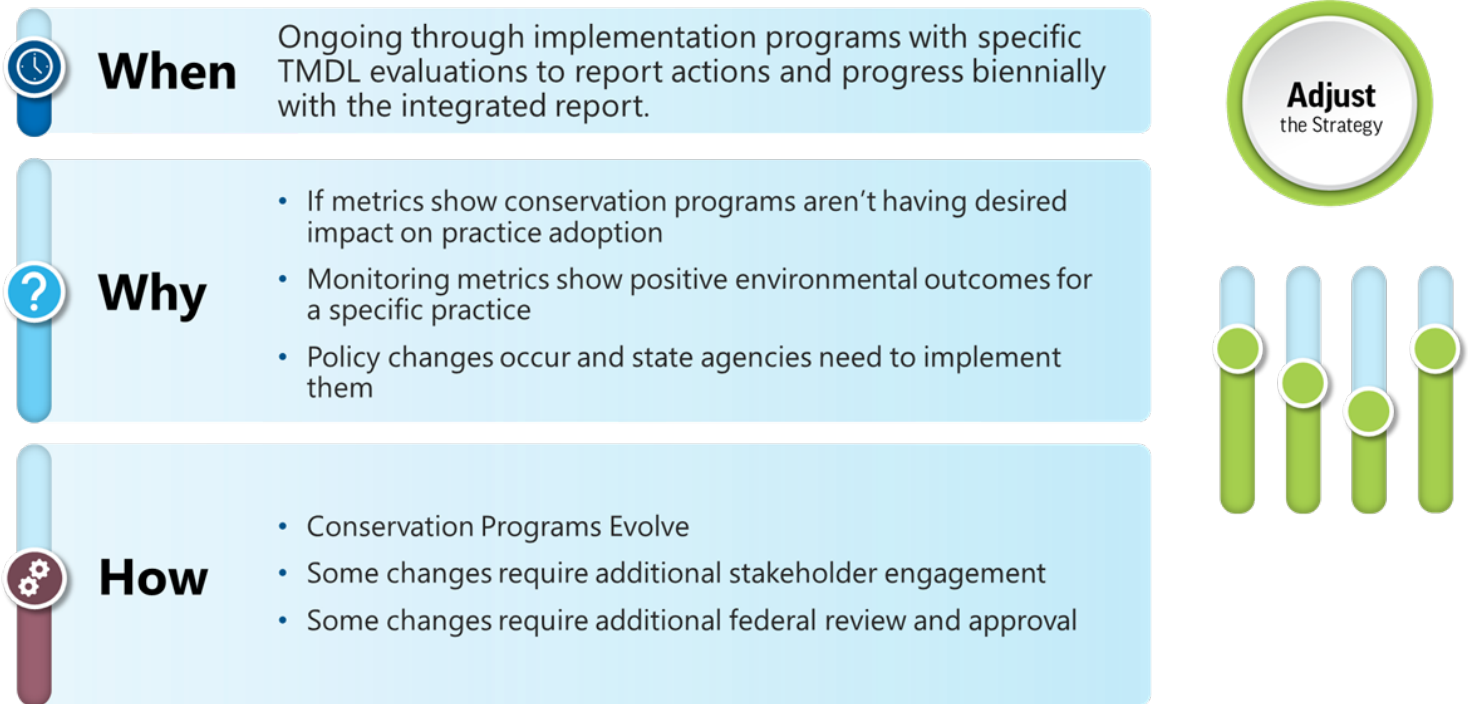 When
Ongoing through implementation programs with specific
TMDL evaluations to report actions and progress biennially
with the integrated report.
Why
• If metrics show conservation programs aren't having desired
impact on practice adoption
• Monitoring metrics show positive environmental outcomes for
a specific practice
• Policy changes occur and state agencies need to implement
them
How
• Conservation Programs Evolve
• Some changes require additional stakeholder engagement
• Some changes require additional federal review and approval
Adjust
the Strategy